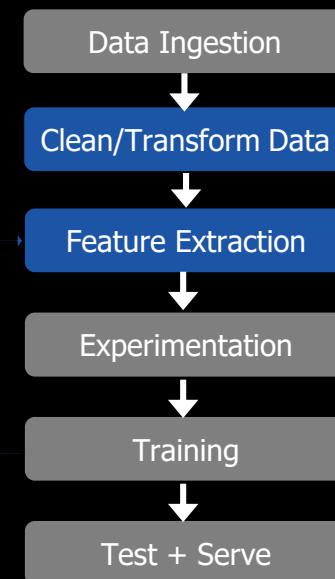 Data Ingestion
Clean/Transform Data
Feature Extraction
Experimentation
Training
Test + Serve